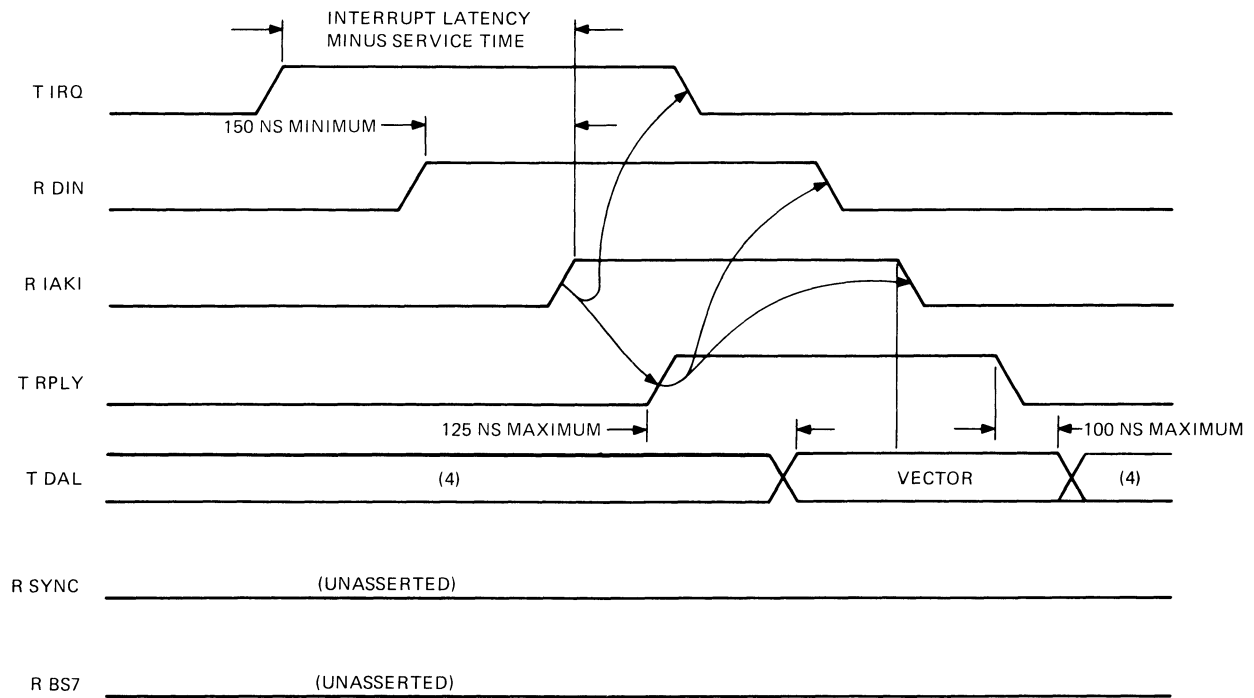 INTERRUPT LATENCY
MINUS SERVICE TIME
T IRQ
150 NS MINIMUM
R DIN
R IAKI
T RPLY
125 NS MAXIMUM
100 NS MAXIMUM
T DAL
(4)
VECTOR
(4)
R SYNC
(UNASSERTED)
R BS7
(UNASSERTED)